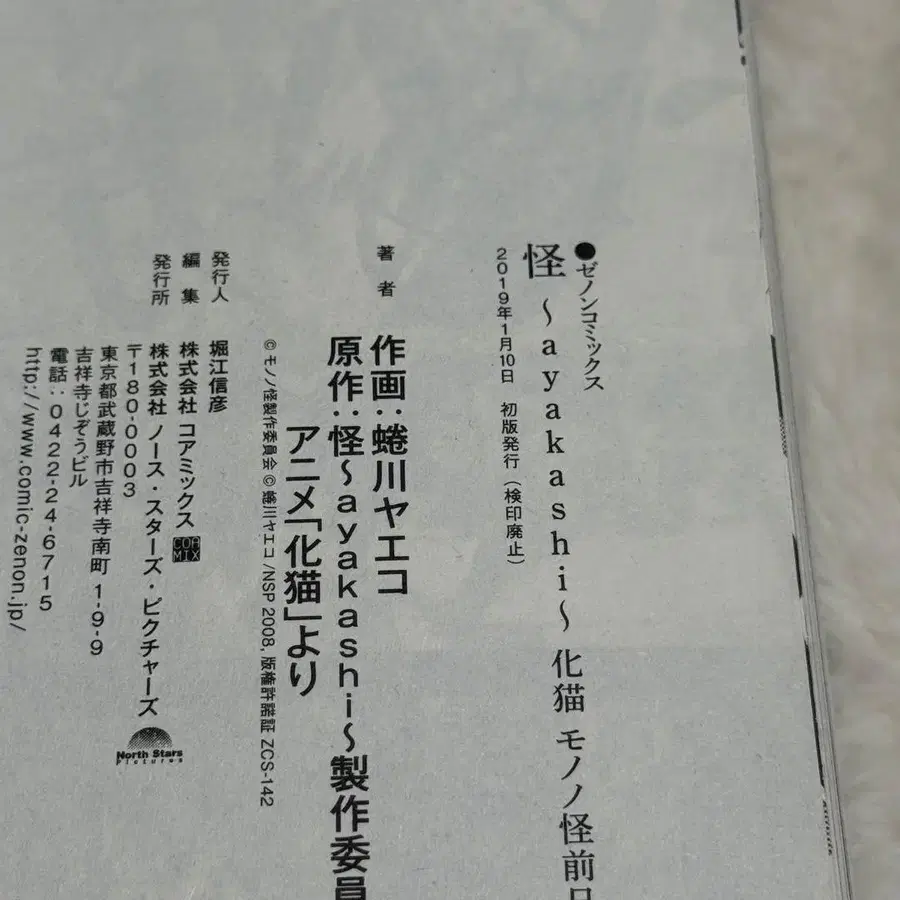 ●ゼノンコミックス
怪 ~ayakashi~ 化猫 モノノ怪前
2019年1月10日 初版発行(検印廃止)
著者
作画:蜷川ヤエコ
原作:怪~ayakashi~製作委員
アニメ「化猫」より
© モノノ怪製作委員会 © 蜷川ヤエコ/NSP 2008, 版権許諾証 ZCS-142
発行人 堀江信彦
編集 株式会社 コアミックス COA MIX
発行所 株式会社 ノース・スターズ・ピクチャーズ
North Stars Pictures
〒180-0003
東京都武蔵野市吉祥寺南町 1-9-9
吉祥寺じぞうビル
電話:0422-24-6715
http://www.comic-zenon.jp/